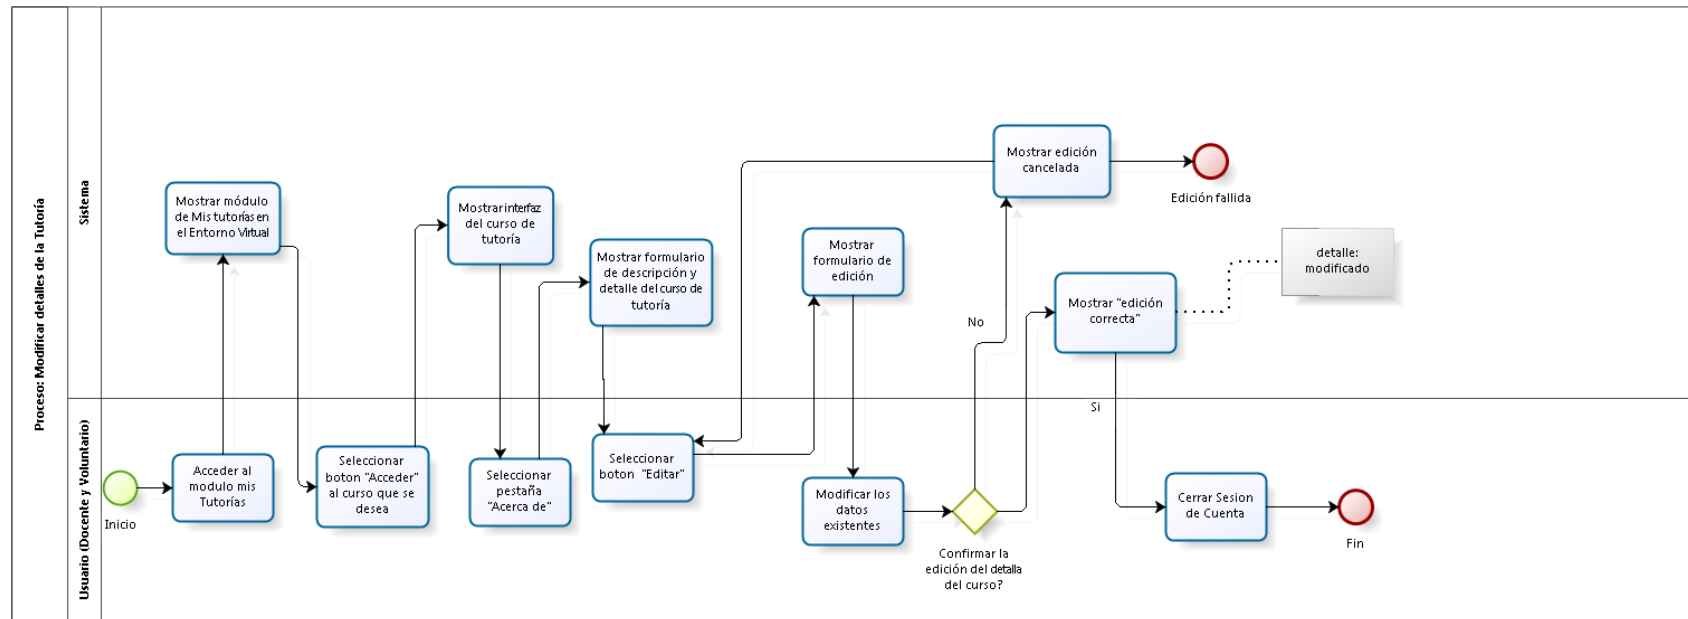 Proceso: Modificar detalles de la Tutoría
Sistema
Mostrar módulo
de Mis tutorías en
el Entorno Virtual
Mostrar interfaz
del curso de
tutoría
Mostrar formulario
de descripción y
detalle del curso de
tutoría
Mostrar
formulario de
edición
Mostrar edición
cancelada
Edición fallida
No
Mostrar "edición
correcta"
detalle:
modificado
Si
Usuario (Docente y Voluntario)
Inicio
Acceder al
modulo mis
Tutorías
Seleccionar
boton "Acceder"
al curso que se
desea
Seleccionar
pestaña
"Acerca de"
Seleccionar
boton "Editar"
Modificar los
datos
existentes
Confirmar la
edición del detalla
del curso?
Cerrar Sesion
de Cuenta
Fin